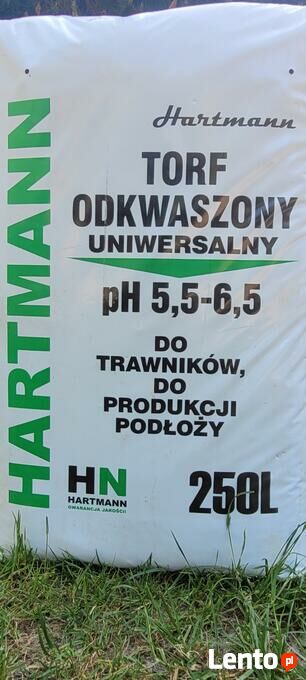 HARTMANN
Hartmann
TORF
ODKWASZONY
UNIWERSALNY
pH 5,5-6,5
DO
TRAWNIKÓW,
DO
PRODUKCJI
PODŁOŻY
HN
HARTMANN
GWARANCJA JAKOŚCI
250L
Lento.pl